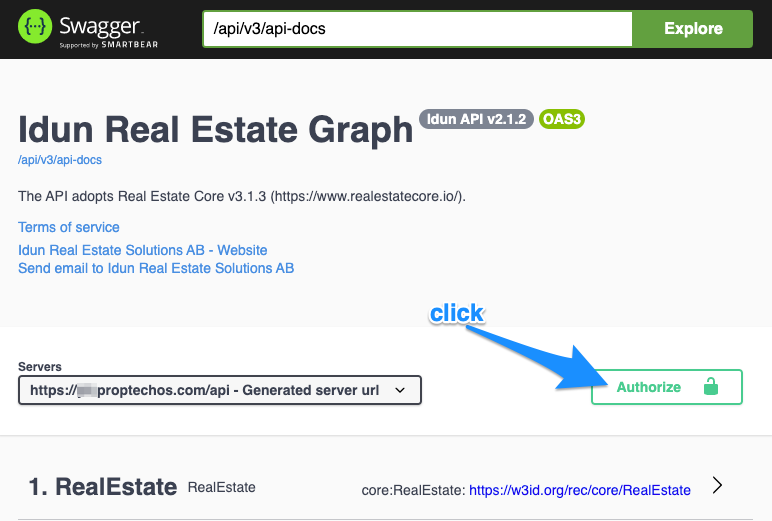 Swagger
Supported by SMARTBEAR
/api/v3/api-docs
Explore
Idun Real Estate Graph
Idun API v2.1.2
OAS3
/api/v3/api-docs
The API adopts Real Estate Core v3.1.3 (https://www.realestatecore.io/).
Terms of service
Idun Real Estate Solutions AB - Website
Send email to Idun Real Estate Solutions AB
click
Servers
https://proptechos.com/api - Generated server url
Authorize
1. RealEstate RealEstate core:RealEstate: https://w3id.org/rec/core/RealEstate